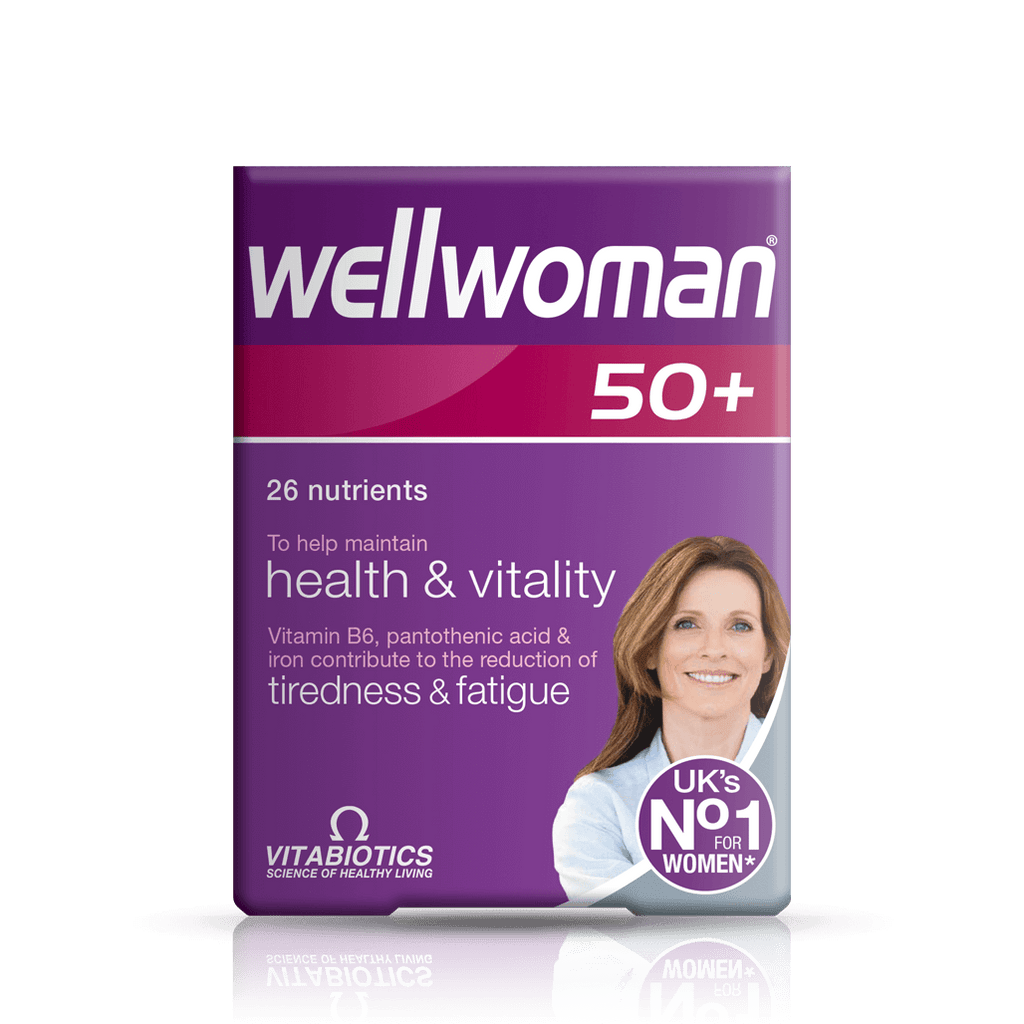 wellwoman®
50+
26 nutrients
To help maintain
health & vitality
Vitamin B6, pantothenic acid &
iron contribute to the reduction of
tiredness & fatigue
UK's
Nº1
FOR
WOMEN*
VITABIOTICS
SCIENCE OF HEALTHY LIVING